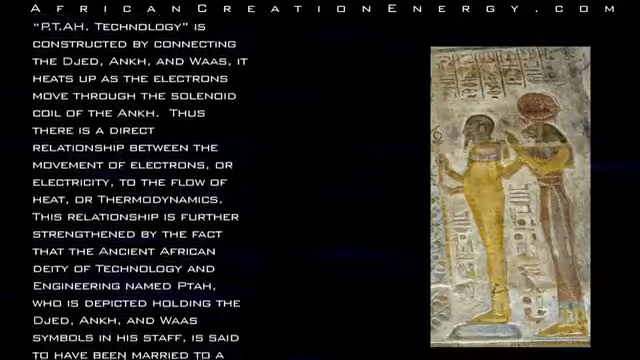 AfricanCreationEnergy.com
"P.T.AH. Technology" is
constructed by connecting
the Djed, Ankh, and Waas, it
heats up as the electrons
move through the solenoid
coil of the Ankh. Thus
there is a direct
relationship between the
movement of electrons, or
electricity, to the flow of
heat, or Thermodynamics.
This relationship is further
strengthened by the fact
that the Ancient African
deity of Technology and
Engineering named Ptah,
who is depicted holding the
Djed, Ankh, and Waas
symbols in his staff, is said
to have been married to a